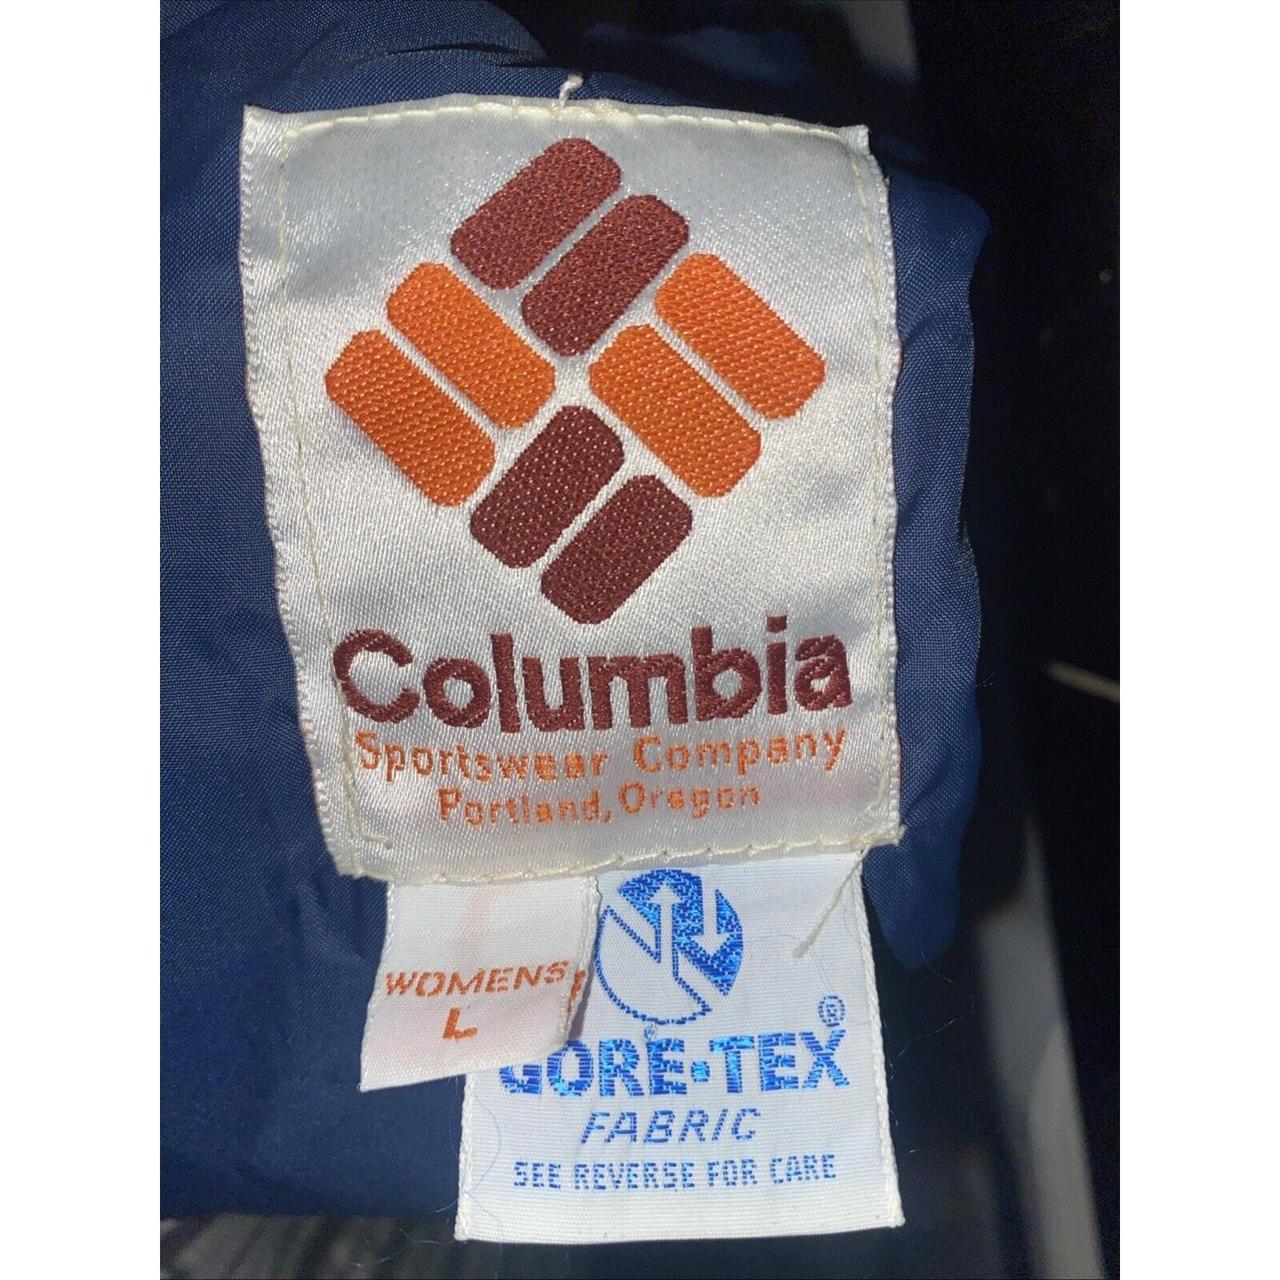 Columbia
Sportswear Company
Portland, Oregon
WOMENS
L
GORE-TEX®
FABRIC
SEE REVERSE FOR CARE